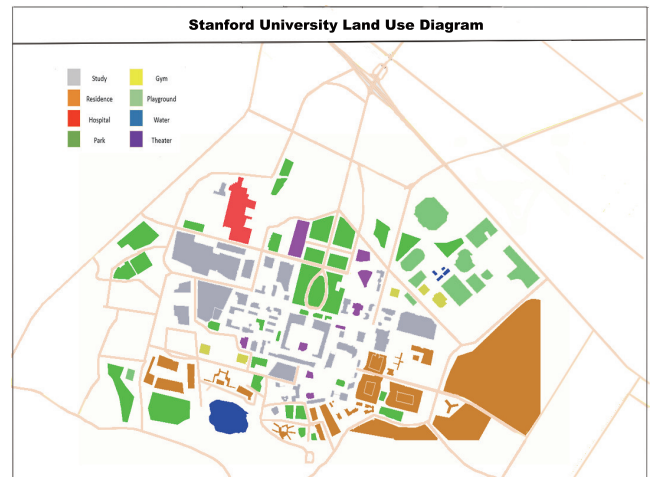 Stanford University Land Use Diagram
Study Gym
Residence Playground
Hospital Water
Park Theater